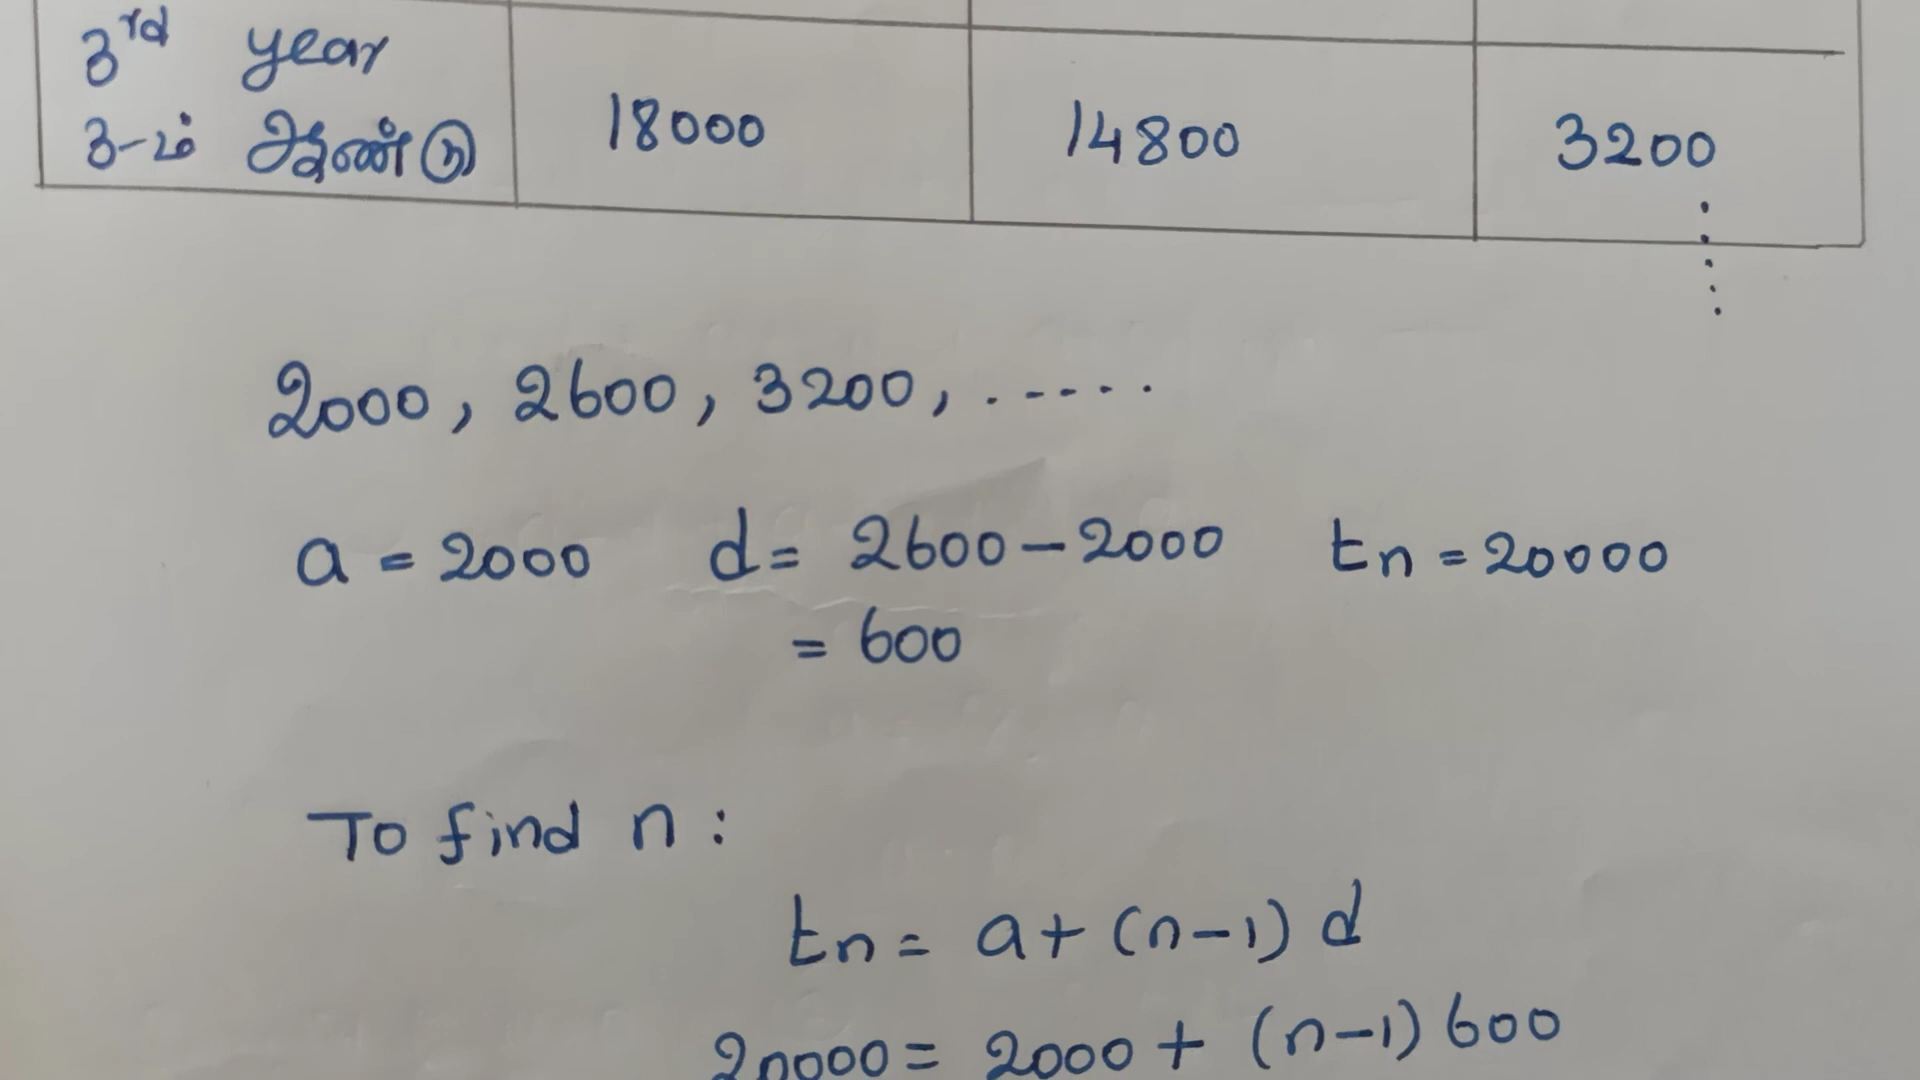 3rd year
3-ம் ஆண்டு 18000 14800 3200
2000, 2600, 3200, ......
a = 2000 d = 2600 - 2000 tn = 20000
= 600
To find n :
tn = a + (n-1) d
20000 = 2000 + (n-1) 600